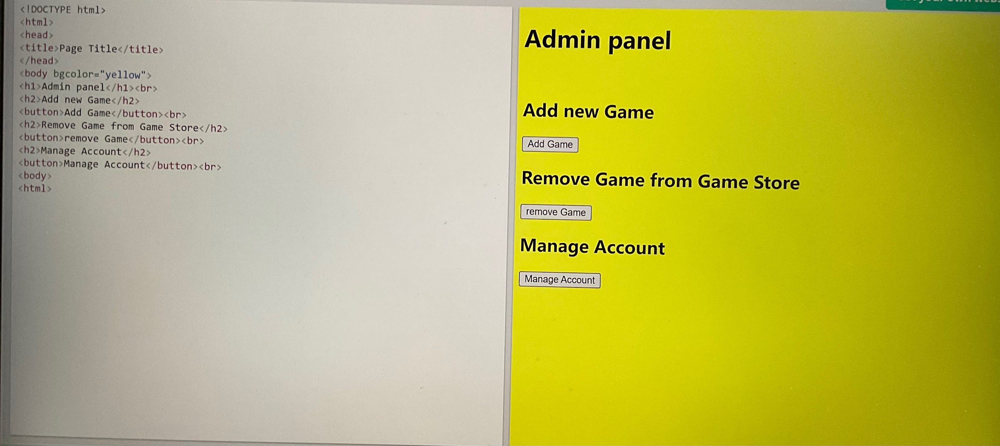 <!DOCTYPE html>
<html>
<head>
<title>Page Title</title>
</head>
<body bgcolor="yellow">
<h1>Admin panel</h1><br>
<h2>Add new Game</h2>
<button>Add Game</button><br>
<h2>Remove Game from Game Store</h2>
<button>remove Game</button><br>
<h2>Manage Account</h2>
<button>Manage Account</button><br>
<body>
<html>
Admin panel
Add new Game
Add Game
Remove Game from Game Store
remove Game
Manage Account
Manage Account